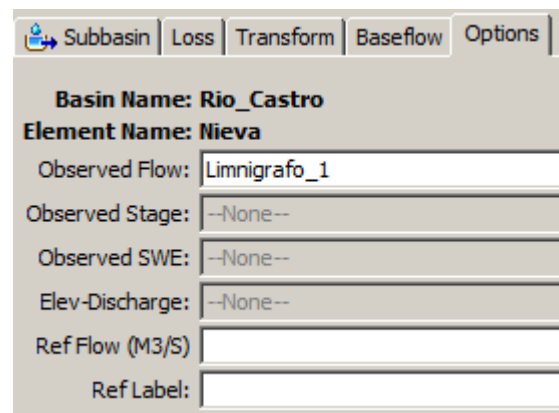 Subbasin Loss Transform Baseflow Options
Basin Name: Rio_Castro
Element Name: Nieva
Observed Flow: Limnigrafo_1
Observed Stage: --None--
Observed SWE: --None--
Elev-Discharge: --None--
Ref Flow (M3/S)
Ref Label: